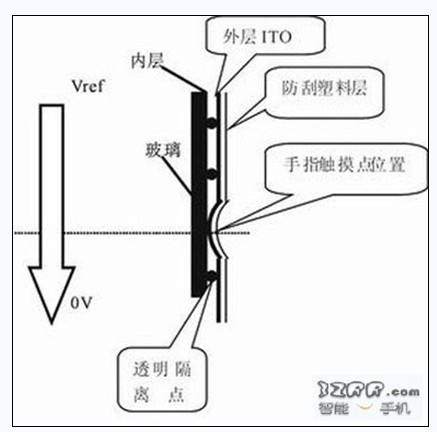 外层 ITO
内层
Vref
防刮塑料层
玻璃
手指触摸点位置
0V
透明隔
离点
3ZRR.com
智能 手机